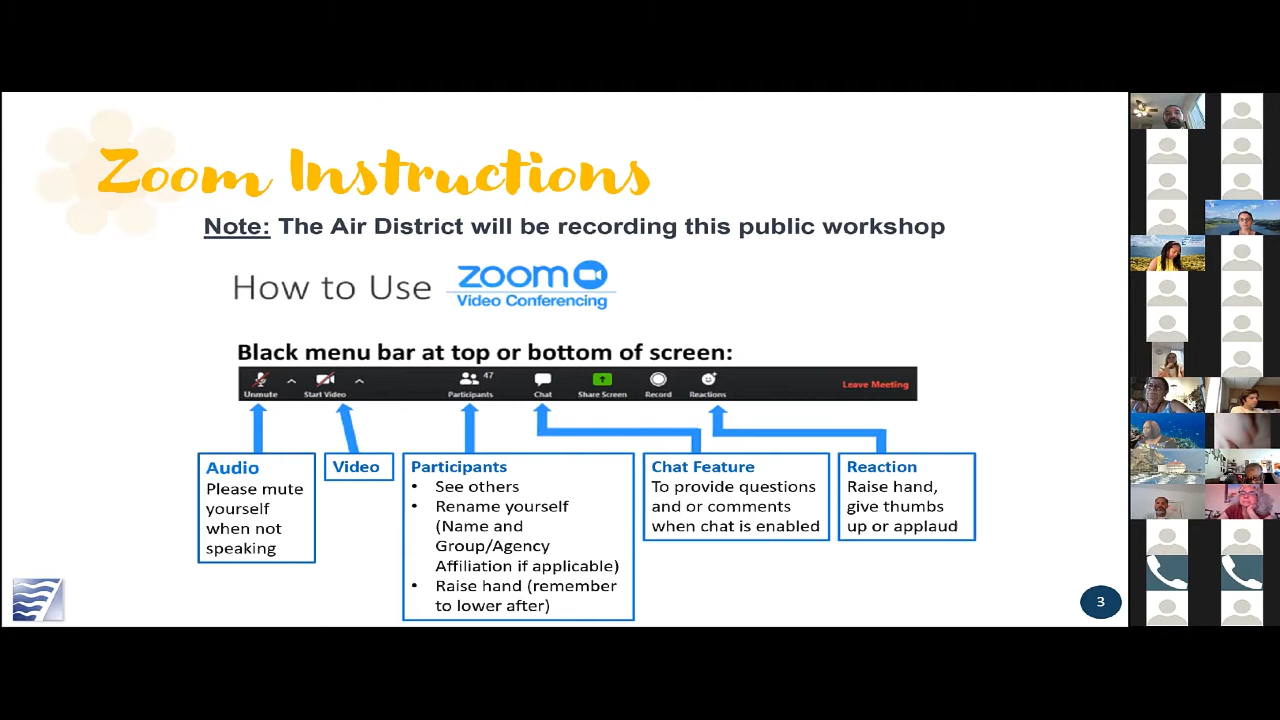 Zoom Instructions
Note: The Air District will be recording this public workshop
How to Use zoom
Video Conferencing
Black menu bar at top or bottom of screen:
47
Unmute Start Video Participants Chat Share Screen Record Reactions Leave Meeting
Audio
Please mute
yourself
when not
speaking
Video
Participants
• See others
• Rename yourself
(Name and
Group/Agency
Affiliation if applicable)
• Raise hand (remember
to lower after)
Chat Feature
To provide questions
and or comments
when chat is enabled
Reaction
Raise hand,
give thumbs
up or applaud
3